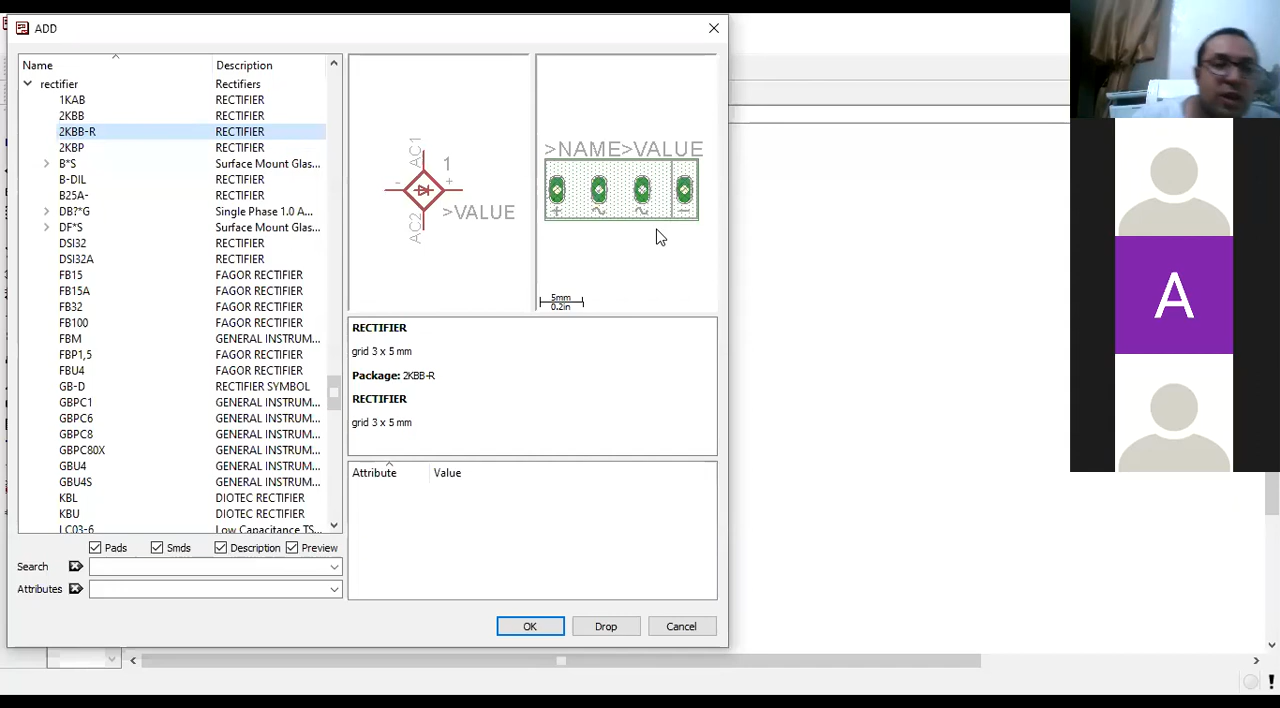 ADD
Name Description
rectifier Rectifiers
1KAB RECTIFIER
2KBB RECTIFIER
2KBB-R RECTIFIER
2KBP RECTIFIER
B*S Surface Mount Glas...
B-DIL RECTIFIER
B25A- RECTIFIER
DB?*G Single Phase 1.0 A...
DF*S Surface Mount Glas...
DSI32 RECTIFIER
DSI32A RECTIFIER
FB15 FAGOR RECTIFIER
FB15A FAGOR RECTIFIER
FB32 FAGOR RECTIFIER
FB100 FAGOR RECTIFIER
FBM GENERAL INSTRUM...
FBP1,5 FAGOR RECTIFIER
FBU4 FAGOR RECTIFIER
GB-D RECTIFIER SYMBOL
GBPC1 GENERAL INSTRUM...
GBPC6 GENERAL INSTRUM...
GBPC8 GENERAL INSTRUM...
GBPC80X GENERAL INSTRUM...
GBU4 GENERAL INSTRUM...
GBU4S GENERAL INSTRUM...
KBL DIOTEC RECTIFIER
KBU DIOTEC RECTIFIER
LC03-6 Low Capacitance TS...
Pads Smds Description Preview
Search
Attributes
AC1
1
- +
>VALUE
AC2
>NAME>VALUE
+ ~ ~ -
5mm
0.2in
RECTIFIER
grid 3 x 5 mm
Package: 2KBB-R
RECTIFIER
grid 3 x 5 mm
Attribute Value
OK Drop Cancel
A